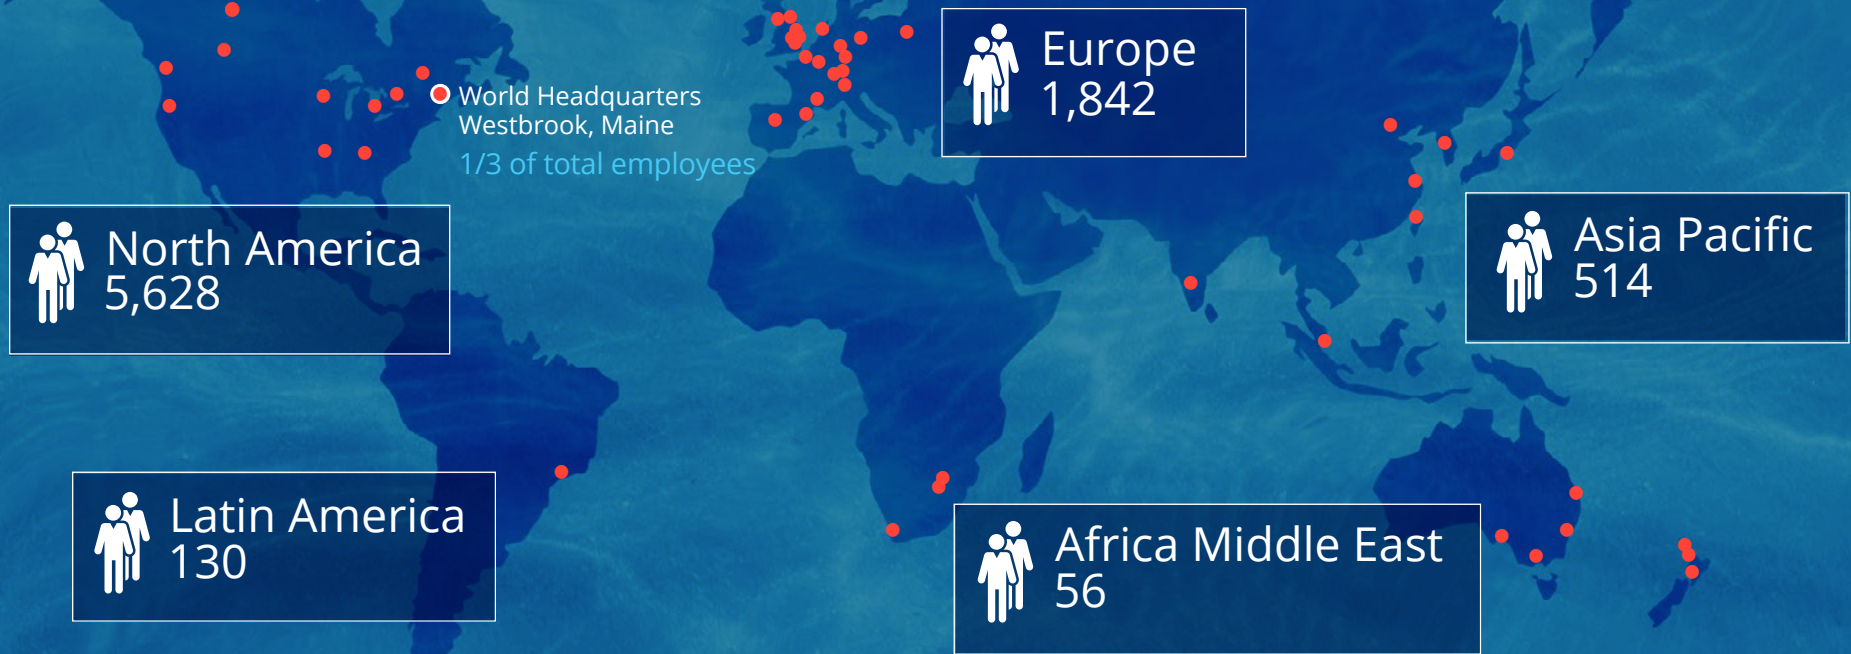 World Headquarters
Westbrook, Maine
1/3 of total employees
Europe
1,842
North America
5,628
Asia Pacific
514
Latin America
130
Africa Middle East
56